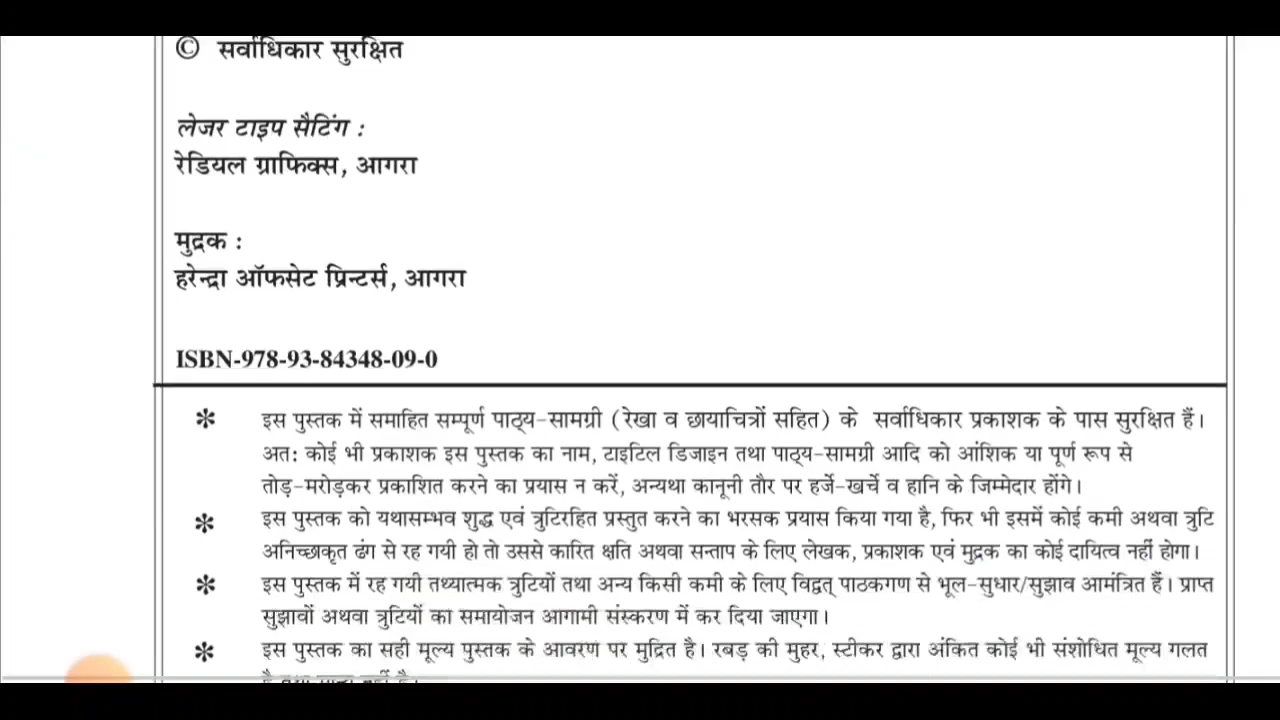 © सर्वाधिकार सुरक्षित
लेजर टाइप सैटिंग :
रेडियल ग्राफिक्स, आगरा
मुद्रक :
हरेन्द्रा ऑफसेट प्रिन्टर्स, आगरा
ISBN-978-93-84348-09-0
* इस पुस्तक में समाहित सम्पूर्ण पाठ्य-सामग्री (रेखा व छायाचित्रों सहित) के सर्वाधिकार प्रकाशक के पास सुरक्षित हैं।
अतः कोई भी प्रकाशक इस पुस्तक का नाम, टाइटिल डिजाइन तथा पाठ्य-सामग्री आदि को आंशिक या पूर्ण रूप से
तोड़-मरोड़कर प्रकाशित करने का प्रयास न करें, अन्यथा कानूनी तौर पर हर्जे-खर्चे व हानि के जिम्मेदार होंगे।
* इस पुस्तक को यथासम्भव शुद्ध एवं त्रुटिरहित प्रस्तुत करने का भरसक प्रयास किया गया है, फिर भी इसमें कोई कमी अथवा त्रुटि
अनिच्छाकृत ढंग से रह गयी हो तो उससे कारित क्षति अथवा सन्ताप के लिए लेखक, प्रकाशक एवं मुद्रक का कोई दायित्व नहीं होगा।
* इस पुस्तक में रह गयी तथ्यात्मक त्रुटियों तथा अन्य किसी कमी के लिए विद्वत् पाठकगण से भूल-सुधार/सुझाव आमंत्रित हैं। प्राप्त
सुझावों अथवा त्रुटियों का समायोजन आगामी संस्करण में कर दिया जाएगा।
* इस पुस्तक का सही मूल्य पुस्तक के आवरण पर मुद्रित है। रबड़ की मुहर, स्टीकर द्वारा अंकित कोई भी संशोधित मूल्य गलत